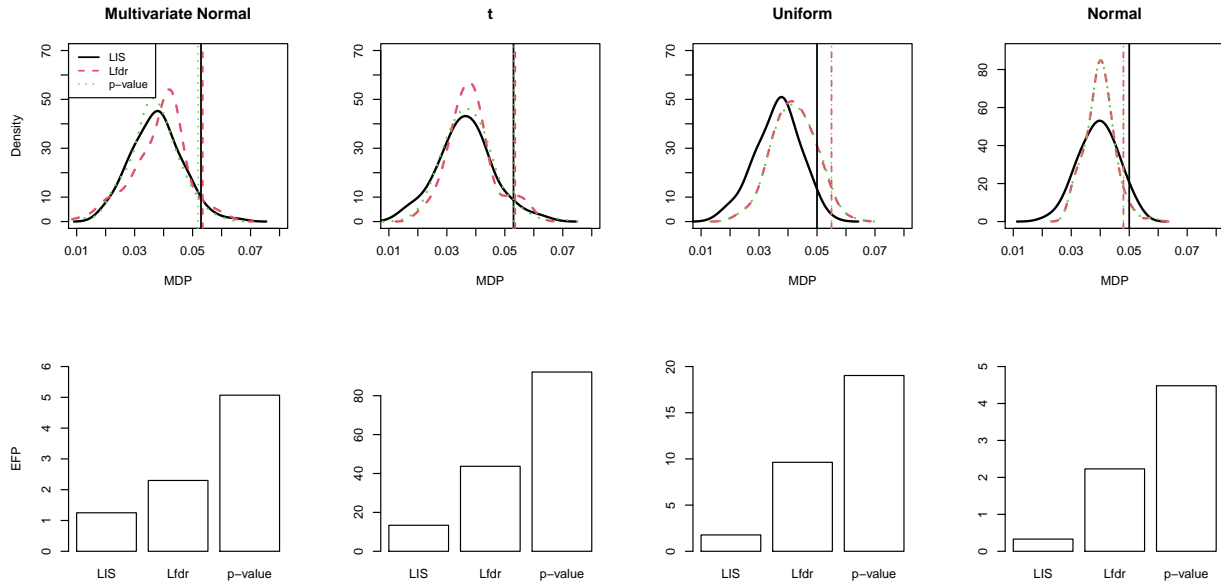 Multivariate Normal
t
Uniform
Normal
LIS
Lfdr
p−value
Density
0 10 30 50 70
0.01 0.03 0.05 0.07
MDP
0 10 30 50 70
0.01 0.03 0.05 0.07
MDP
0 10 30 50 70
0.01 0.03 0.05 0.07
MDP
0 20 40 60 80
0.01 0.03 0.05 0.07
MDP
EFP
0 1 2 3 4 5 6
LIS Lfdr p−value
0 20 40 60 80
LIS Lfdr p−value
0 5 10 15 20
LIS Lfdr p−value
0 1 2 3 4 5
LIS Lfdr p−value